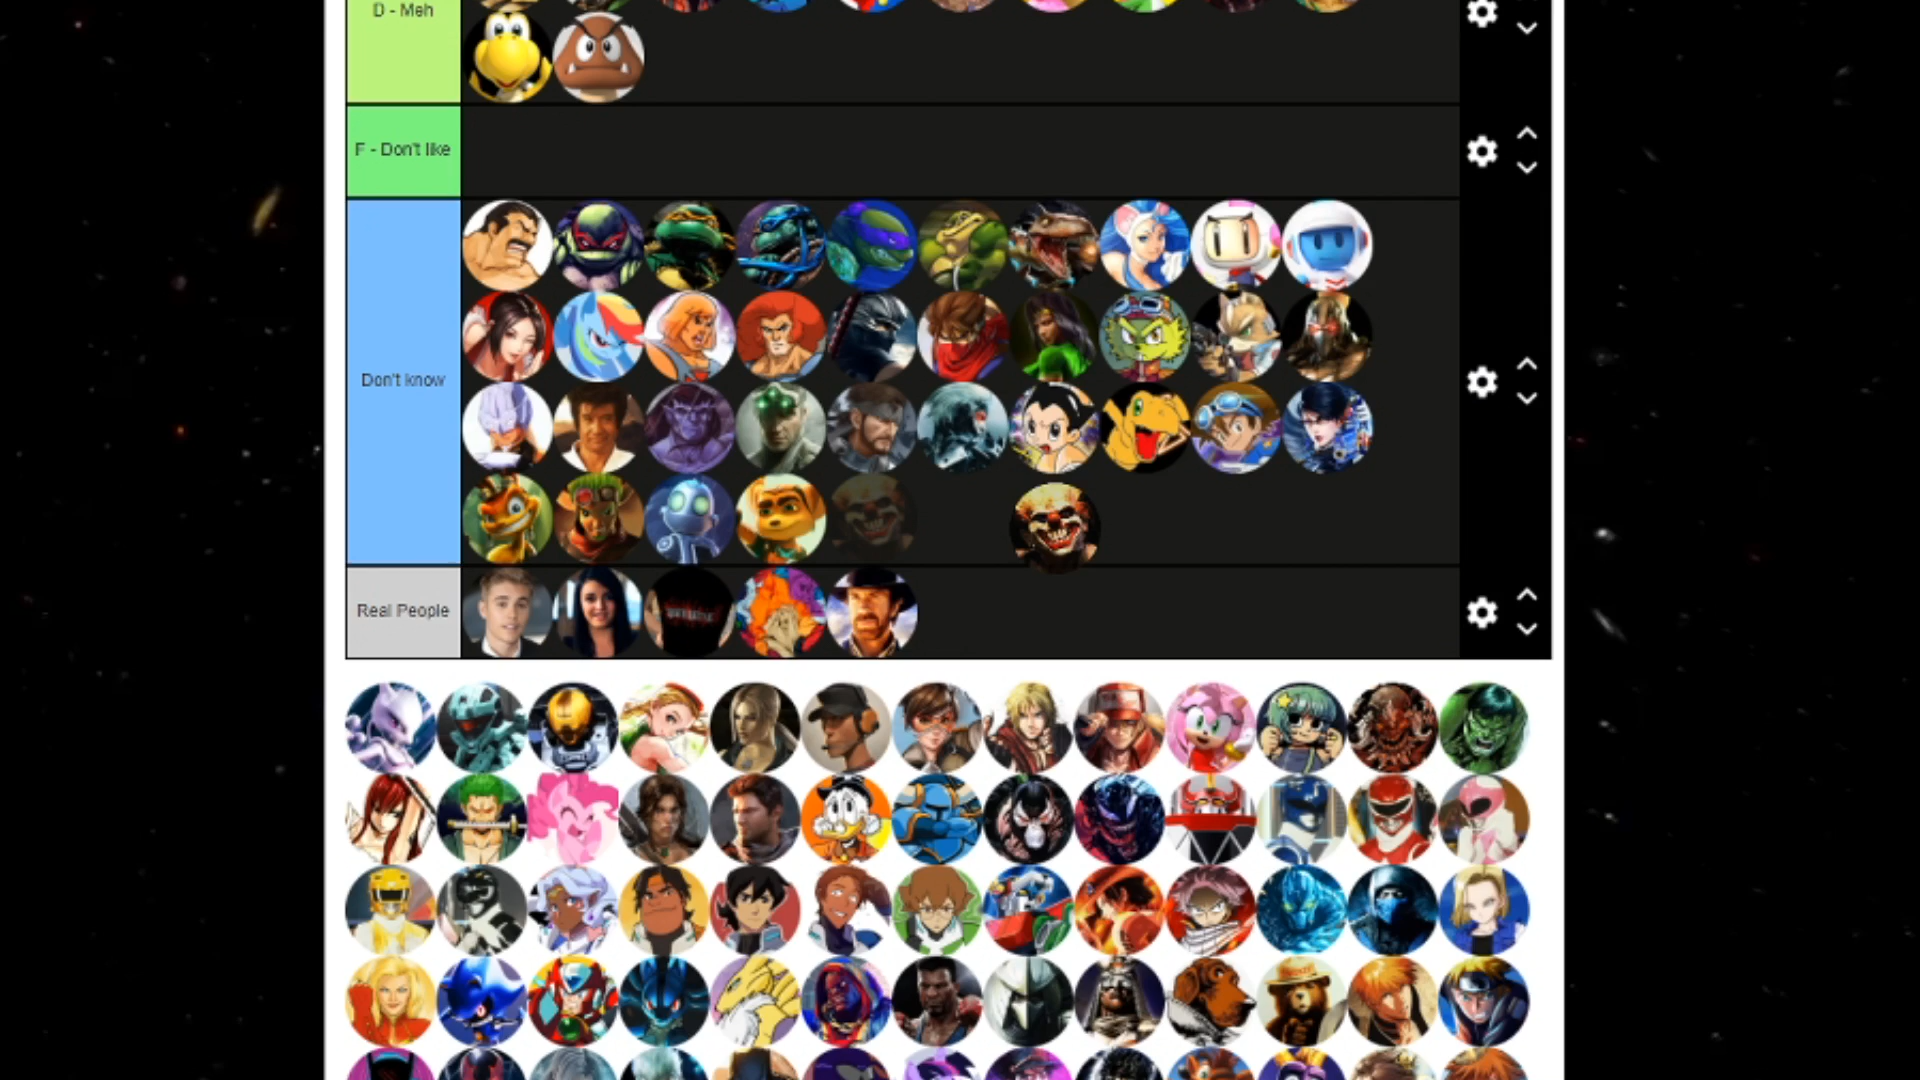 D - Meh
F - Don't like
Don't know
Real People